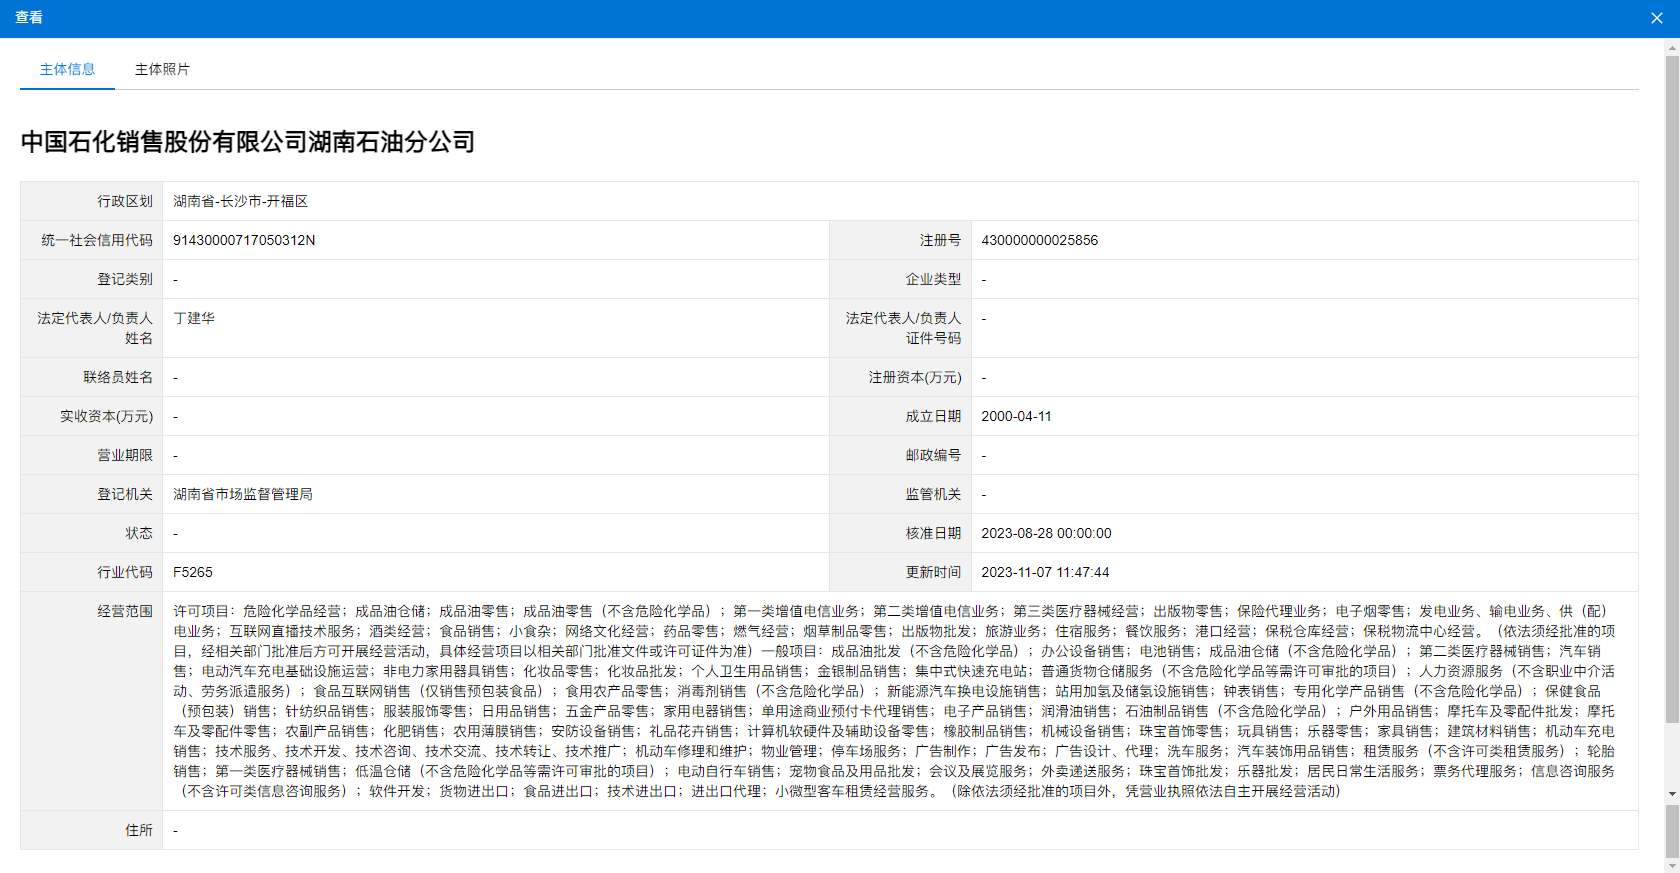 查看
主体信息 主体照片
中国石化销售股份有限公司湖南石油分公司
行政区划 湖南省-长沙市-开福区
统一社会信用代码 91430000717050312N 注册号 430000000025856
登记类别 - 企业类型 -
法定代表人/负责人姓名 丁建华 法定代表人/负责人证件号码 -
联络员姓名 - 注册资本(万元) -
实收资本(万元) - 成立日期 2000-04-11
营业期限 - 邮政编号 -
登记机关 湖南省市场监督管理局 监管机关 -
状态 - 核准日期 2023-08-28 00:00:00
行业代码 F5265 更新时间 2023-11-07 11:47:44
经营范围 许可项目：危险化学品经营；成品油仓储；成品油零售；成品油零售（不含危险化学品）；第一类增值电信业务；第二类增值电信业务；第三类医疗器械经营；出版物零售；保险代理业务；电子烟零售；发电业务、输电业务、供（配）
电业务；互联网直播技术服务；酒类经营；食品销售；小食杂；网络文化经营；药品零售；燃气经营；烟草制品零售；出版物批发；旅游业务；住宿服务；餐饮服务；港口经营；保税仓库经营；保税物流中心经营。（依法须经批准的项
目，经相关部门批准后方可开展经营活动，具体经营项目以相关部门批准文件或许可证件为准）一般项目：成品油批发（不含危险化学品）；办公设备销售；电池销售；成品油仓储（不含危险化学品）；第二类医疗器械销售；汽车销
售；电动汽车充电基础设施运营；非电力家用器具销售；化妆品零售；化妆品批发；个人卫生用品销售；金银制品销售；集中式快速充电站；普通货物仓储服务（不含危险化学品等需许可审批的项目）；人力资源服务（不含职业中介活
动、劳务派遣服务）；食品互联网销售（仅销售预包装食品）；食用农产品零售；消毒剂销售（不含危险化学品）；新能源汽车换电设施销售；站用加氢及储氢设施销售；钟表销售；专用化学产品销售（不含危险化学品）；保健食品
（预包装）销售；针纺织品销售；服装服饰零售；日用品销售；五金产品零售；家用电器销售；单用途商业预付卡代理销售；电子产品销售；润滑油销售；石油制品销售（不含危险化学品）；户外用品销售；摩托车及零配件批发；摩托
车及零配件零售；农副产品销售；化肥销售；农用薄膜销售；安防设备销售；礼品花卉销售；计算机软硬件及辅助设备零售；橡胶制品销售；机械设备销售；珠宝首饰零售；玩具销售；乐器零售；家具销售；建筑材料销售；机动车充电
销售；技术服务、技术开发、技术咨询、技术交流、技术转让、技术推广；机动车修理和维护；物业管理；停车场服务；广告制作；广告发布；广告设计、代理；洗车服务；汽车装饰用品销售；租赁服务（不含许可类租赁服务）；轮胎
销售；第一类医疗器械销售；低温仓储（不含危险化学品等需许可审批的项目）；电动自行车销售；宠物食品及用品批发；会议及展览服务；外卖递送服务；珠宝首饰批发；乐器批发；居民日常生活服务；票务代理服务；信息咨询服务
（不含许可类信息咨询服务）；软件开发；货物进出口；食品进出口；技术进出口；进出口代理；小微型客车租赁经营服务。（除依法须经批准的项目外，凭营业执照依法自主开展经营活动）
住所 -